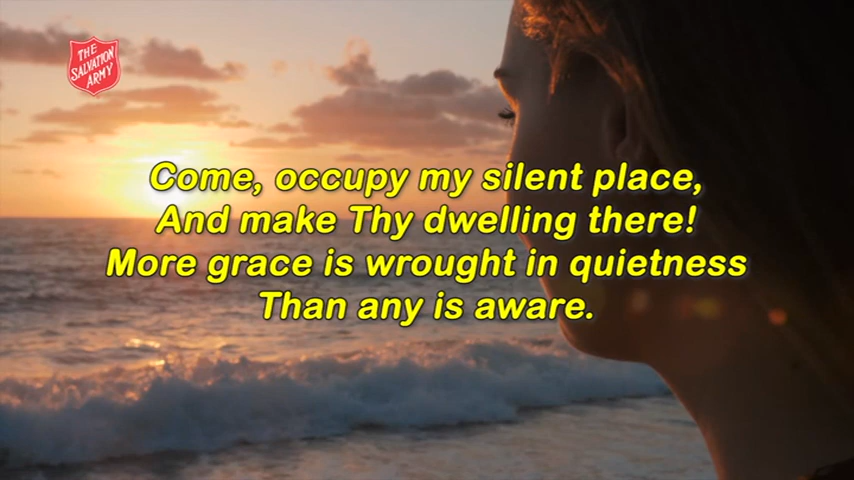 THE
SALVATION
ARMY
Come, occupy my silent place,
And make Thy dwelling there!
More grace is wrought in quietness
Than any is aware.